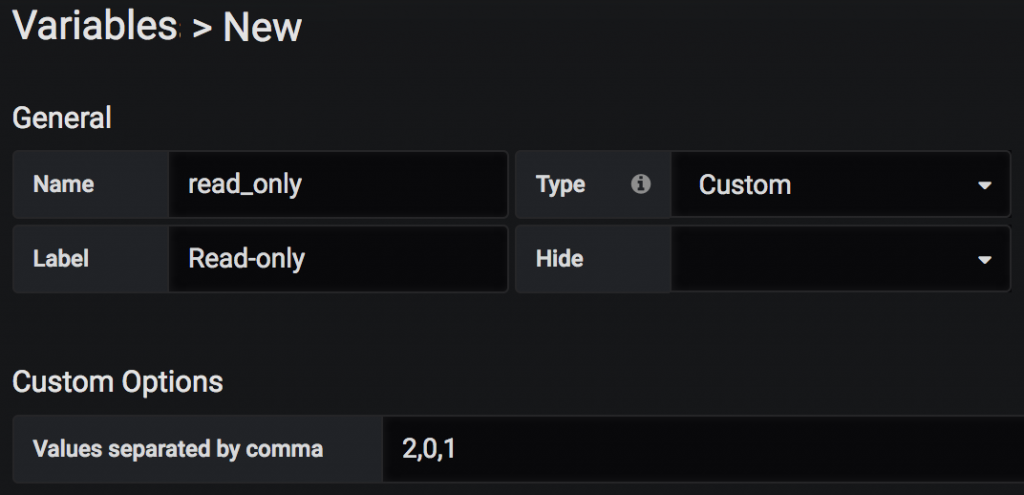 Variables > New
General
Name read_only Type Custom
Label Read-only Hide
Custom Options
Values separated by comma 2,0,1